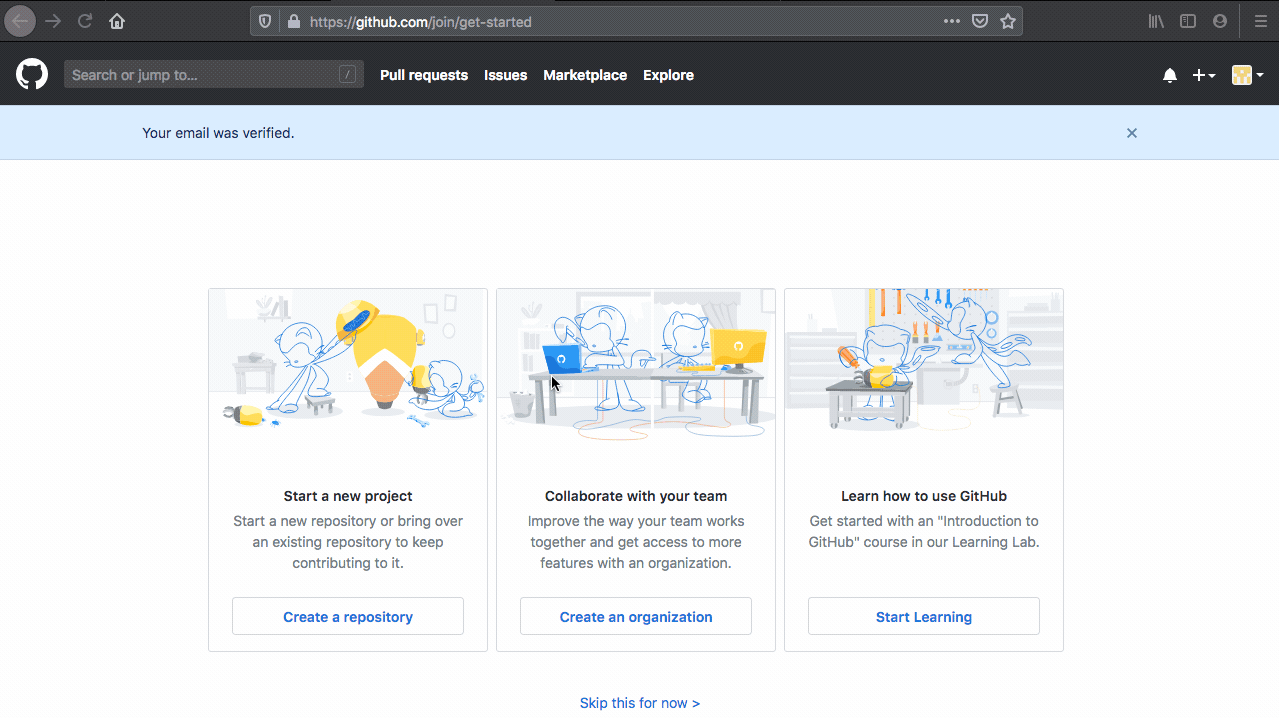 https://github.com/join/get-started
Search or jump to... /
Pull requests Issues Marketplace Explore
Your email was verified.
Start a new project
Start a new repository or bring over
an existing repository to keep
contributing to it.
Create a repository
Collaborate with your team
Improve the way your team works
together and get access to more
features with an organization.
Create an organization
Learn how to use GitHub
Get started with an "Introduction to
GitHub" course in our Learning Lab.
Start Learning
Skip this for now >